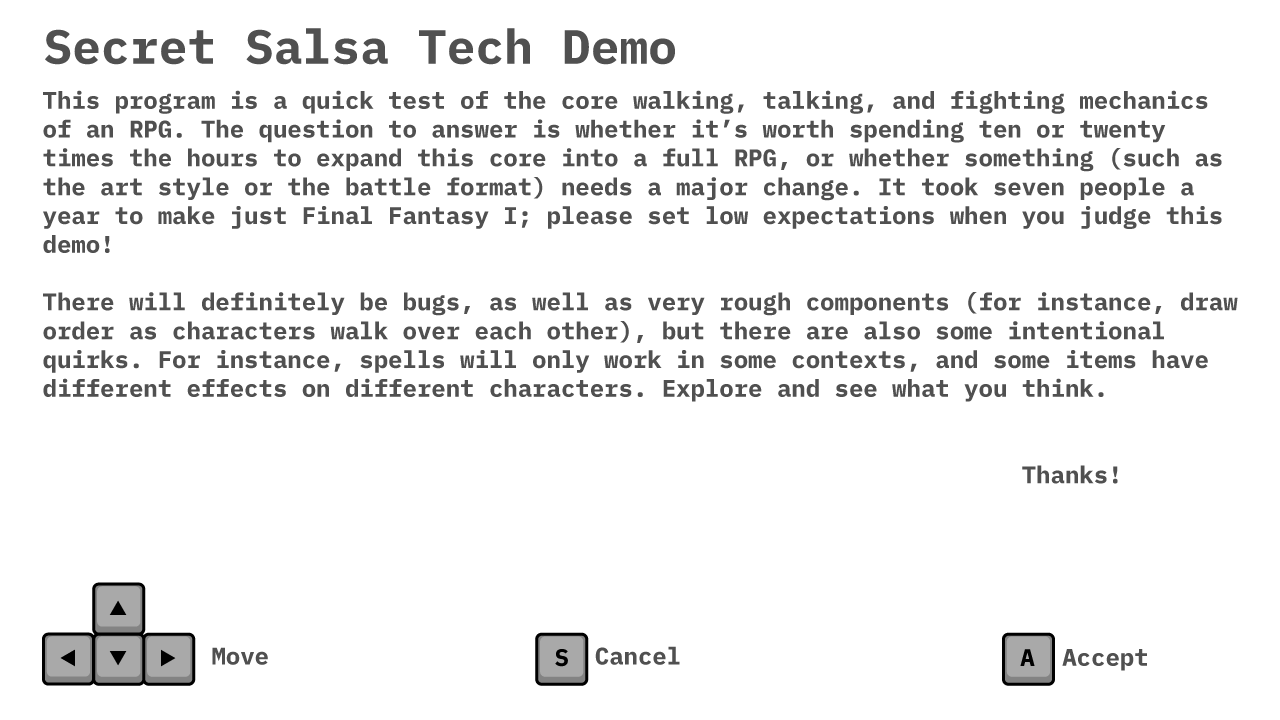 Secret Salsa Tech Demo
This program is a quick test of the core walking, talking, and fighting mechanics
of an RPG. The question to answer is whether it’s worth spending ten or twenty
times the hours to expand this core into a full RPG, or whether something (such as
the art style or the battle format) needs a major change. It took seven people a
year to make just Final Fantasy I; please set low expectations when you judge this
demo!
There will definitely be bugs, as well as very rough components (for instance, draw
order as characters walk over each other), but there are also some intentional
quirks. For instance, spells will only work in some contexts, and some items have
different effects on different characters. Explore and see what you think.
Thanks!
Move
S Cancel
A Accept